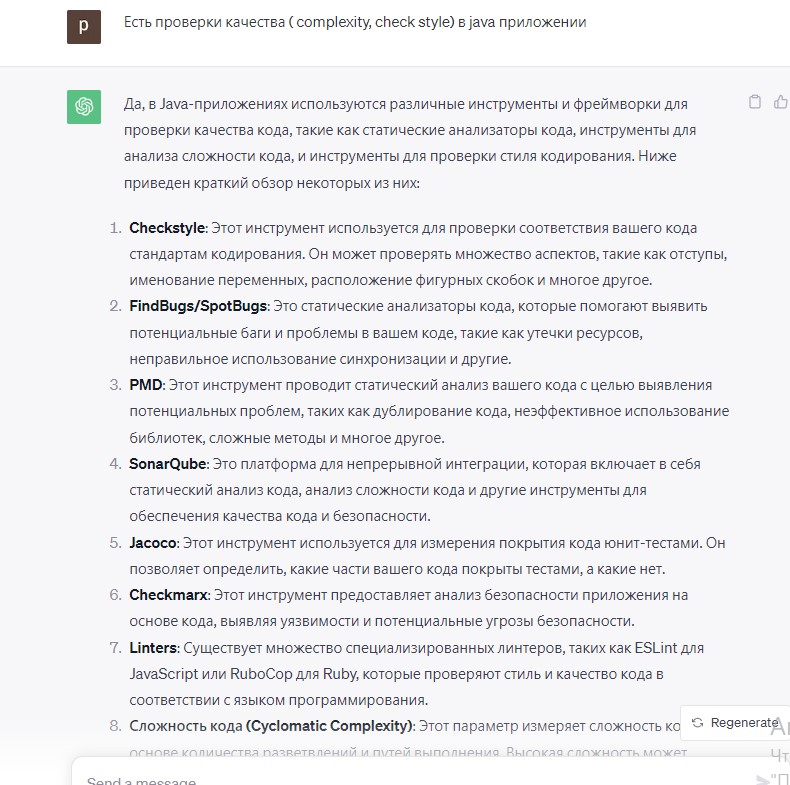 p
Есть проверки качества ( complexity, check style) в java приложении
Да, в Java-приложениях используются различные инструменты и фреймворки для
проверки качества кода, такие как статические анализаторы кода, инструменты для
анализа сложности кода, и инструменты для проверки стиля кодирования. Ниже
приведен краткий обзор некоторых из них:
1. Checkstyle: Этот инструмент используется для проверки соответствия вашего кода
стандартам кодирования. Он может проверять множество аспектов, такие как отступы,
именование переменных, расположение фигурных скобок и многое другое.
2. FindBugs/SpotBugs: Это статические анализаторы кода, которые помогают выявить
потенциальные баги и проблемы в вашем коде, такие как утечки ресурсов,
неправильное использование синхронизации и другие.
3. PMD: Этот инструмент проводит статический анализ вашего кода с целью выявления
потенциальных проблем, таких как дублирование кода, неэффективное использование
библиотек, сложные методы и многое другое.
4. SonarQube: Это платформа для непрерывной интеграции, которая включает в себя
статический анализ кода, анализ сложности кода и другие инструменты для
обеспечения качества кода и безопасности.
5. Jacoco: Этот инструмент используется для измерения покрытия кода юнит-тестами. Он
позволяет определить, какие части вашего кода покрыты тестами, а какие нет.
6. Checkmarx: Этот инструмент предоставляет анализ безопасности приложения на
основе кода, выявляя уязвимости и потенциальные угрозы безопасности.
7. Linters: Существует множество специализированных линтеров, таких как ESLint для
JavaScript или RuboCop для Ruby, которые проверяют стиль и качество кода в
соответствии с языком программирования.
8. Сложность кода (Cyclomatic Complexity): Этот параметр измеряет сложность
Regenerate
основе количества разветвлений и путей выполнения. Высокая сложность может
Send a message